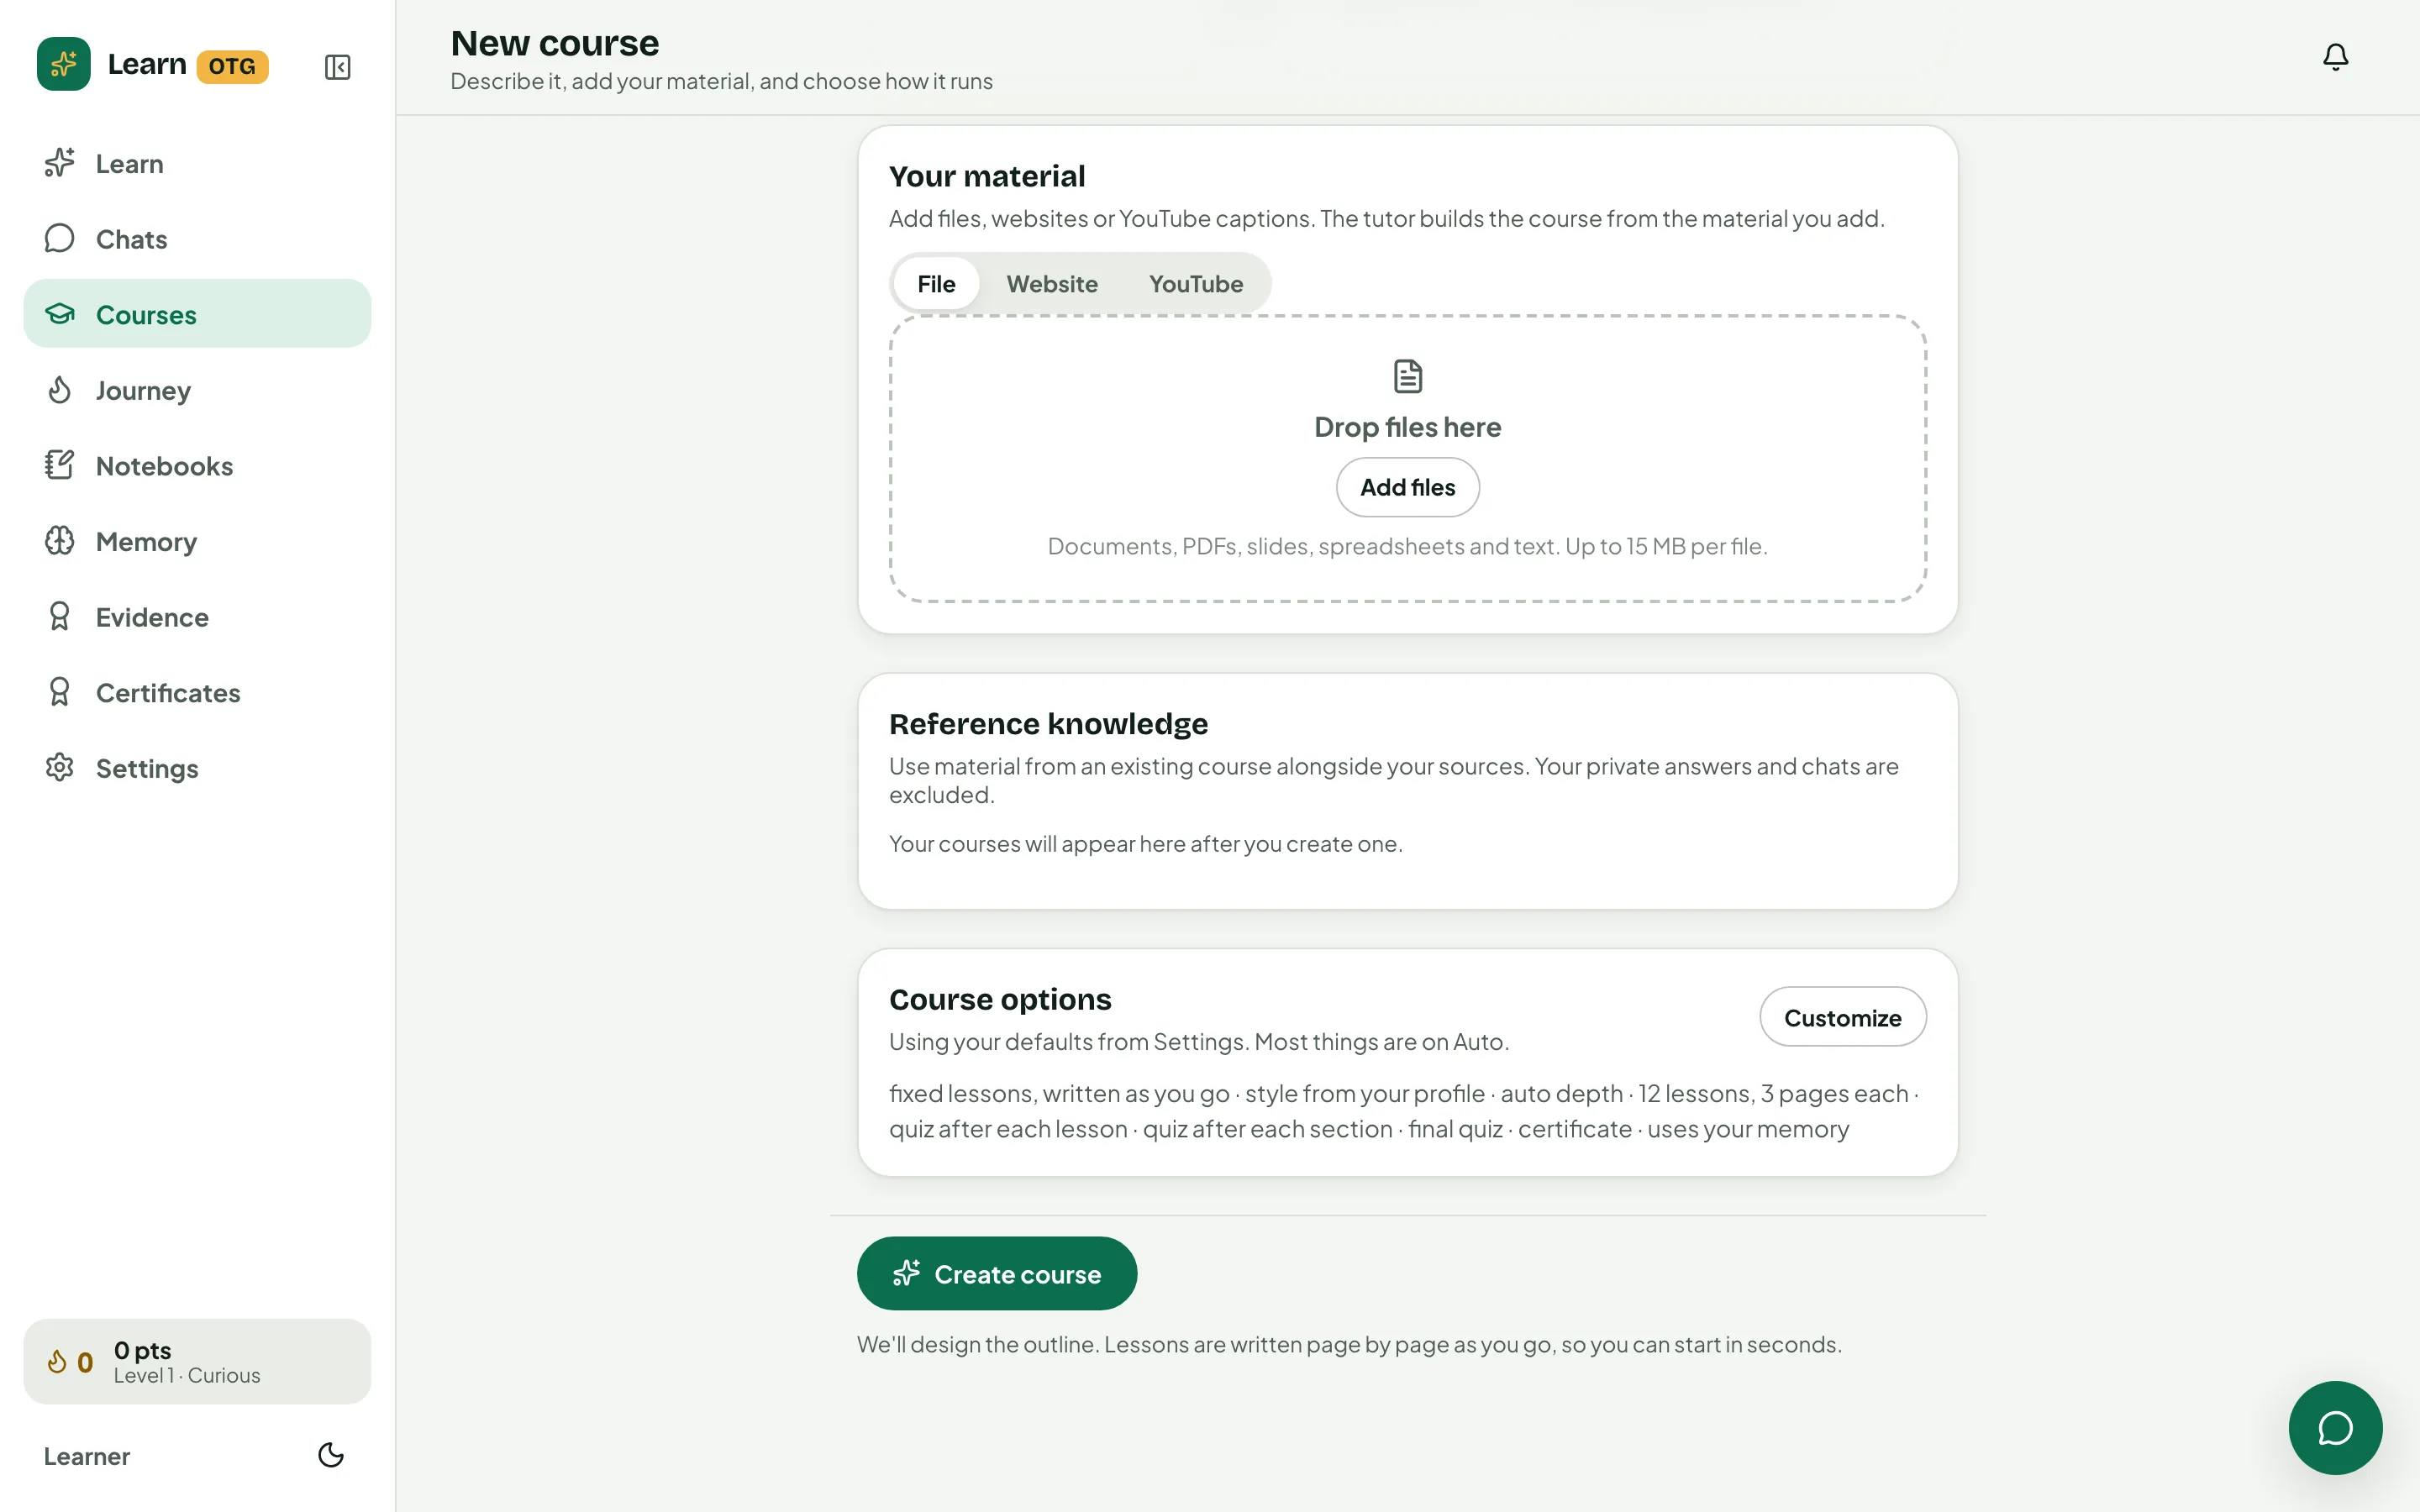 Learn OTG
Learn
Chats
Courses
Journey
Notebooks
Memory
Evidence
Certificates
Settings
0
0 pts
Level 1 · Curious
Learner
New course
Describe it, add your material, and choose how it runs
Your material
Add files, websites or YouTube captions. The tutor builds the course from the material you add.
File Website YouTube
Drop files here
Add files
Documents, PDFs, slides, spreadsheets and text. Up to 15 MB per file.
Reference knowledge
Use material from an existing course alongside your sources. Your private answers and chats are
excluded.
Your courses will appear here after you create one.
Course options
Customize
Using your defaults from Settings. Most things are on Auto.
fixed lessons, written as you go · style from your profile · auto depth · 12 lessons, 3 pages each ·
quiz after each lesson · quiz after each section · final quiz · certificate · uses your memory
Create course
We'll design the outline. Lessons are written page by page as you go, so you can start in seconds.